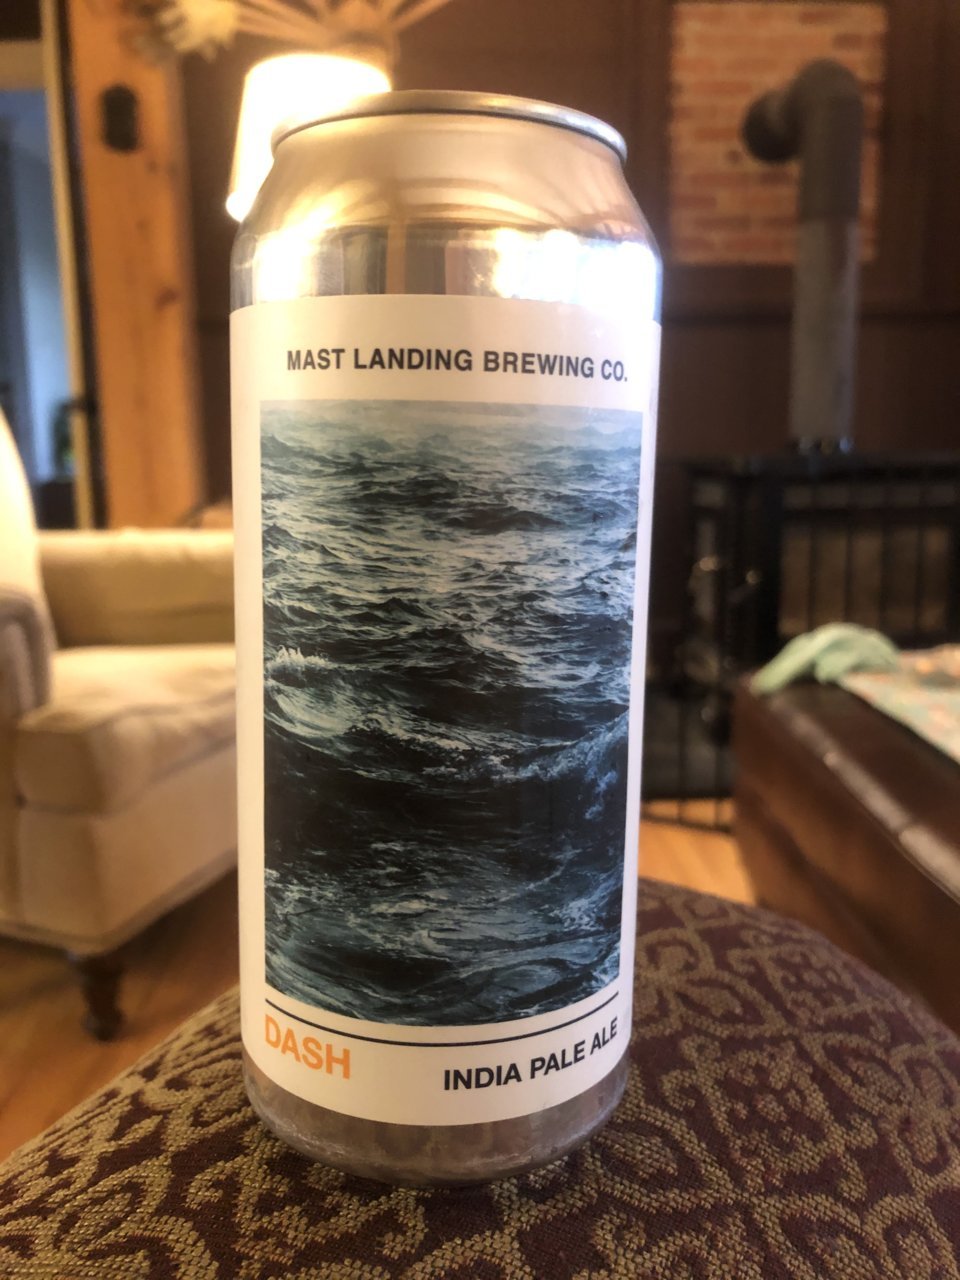 MAST LANDING BREWING CO.
DASH
INDIA PALE ALE